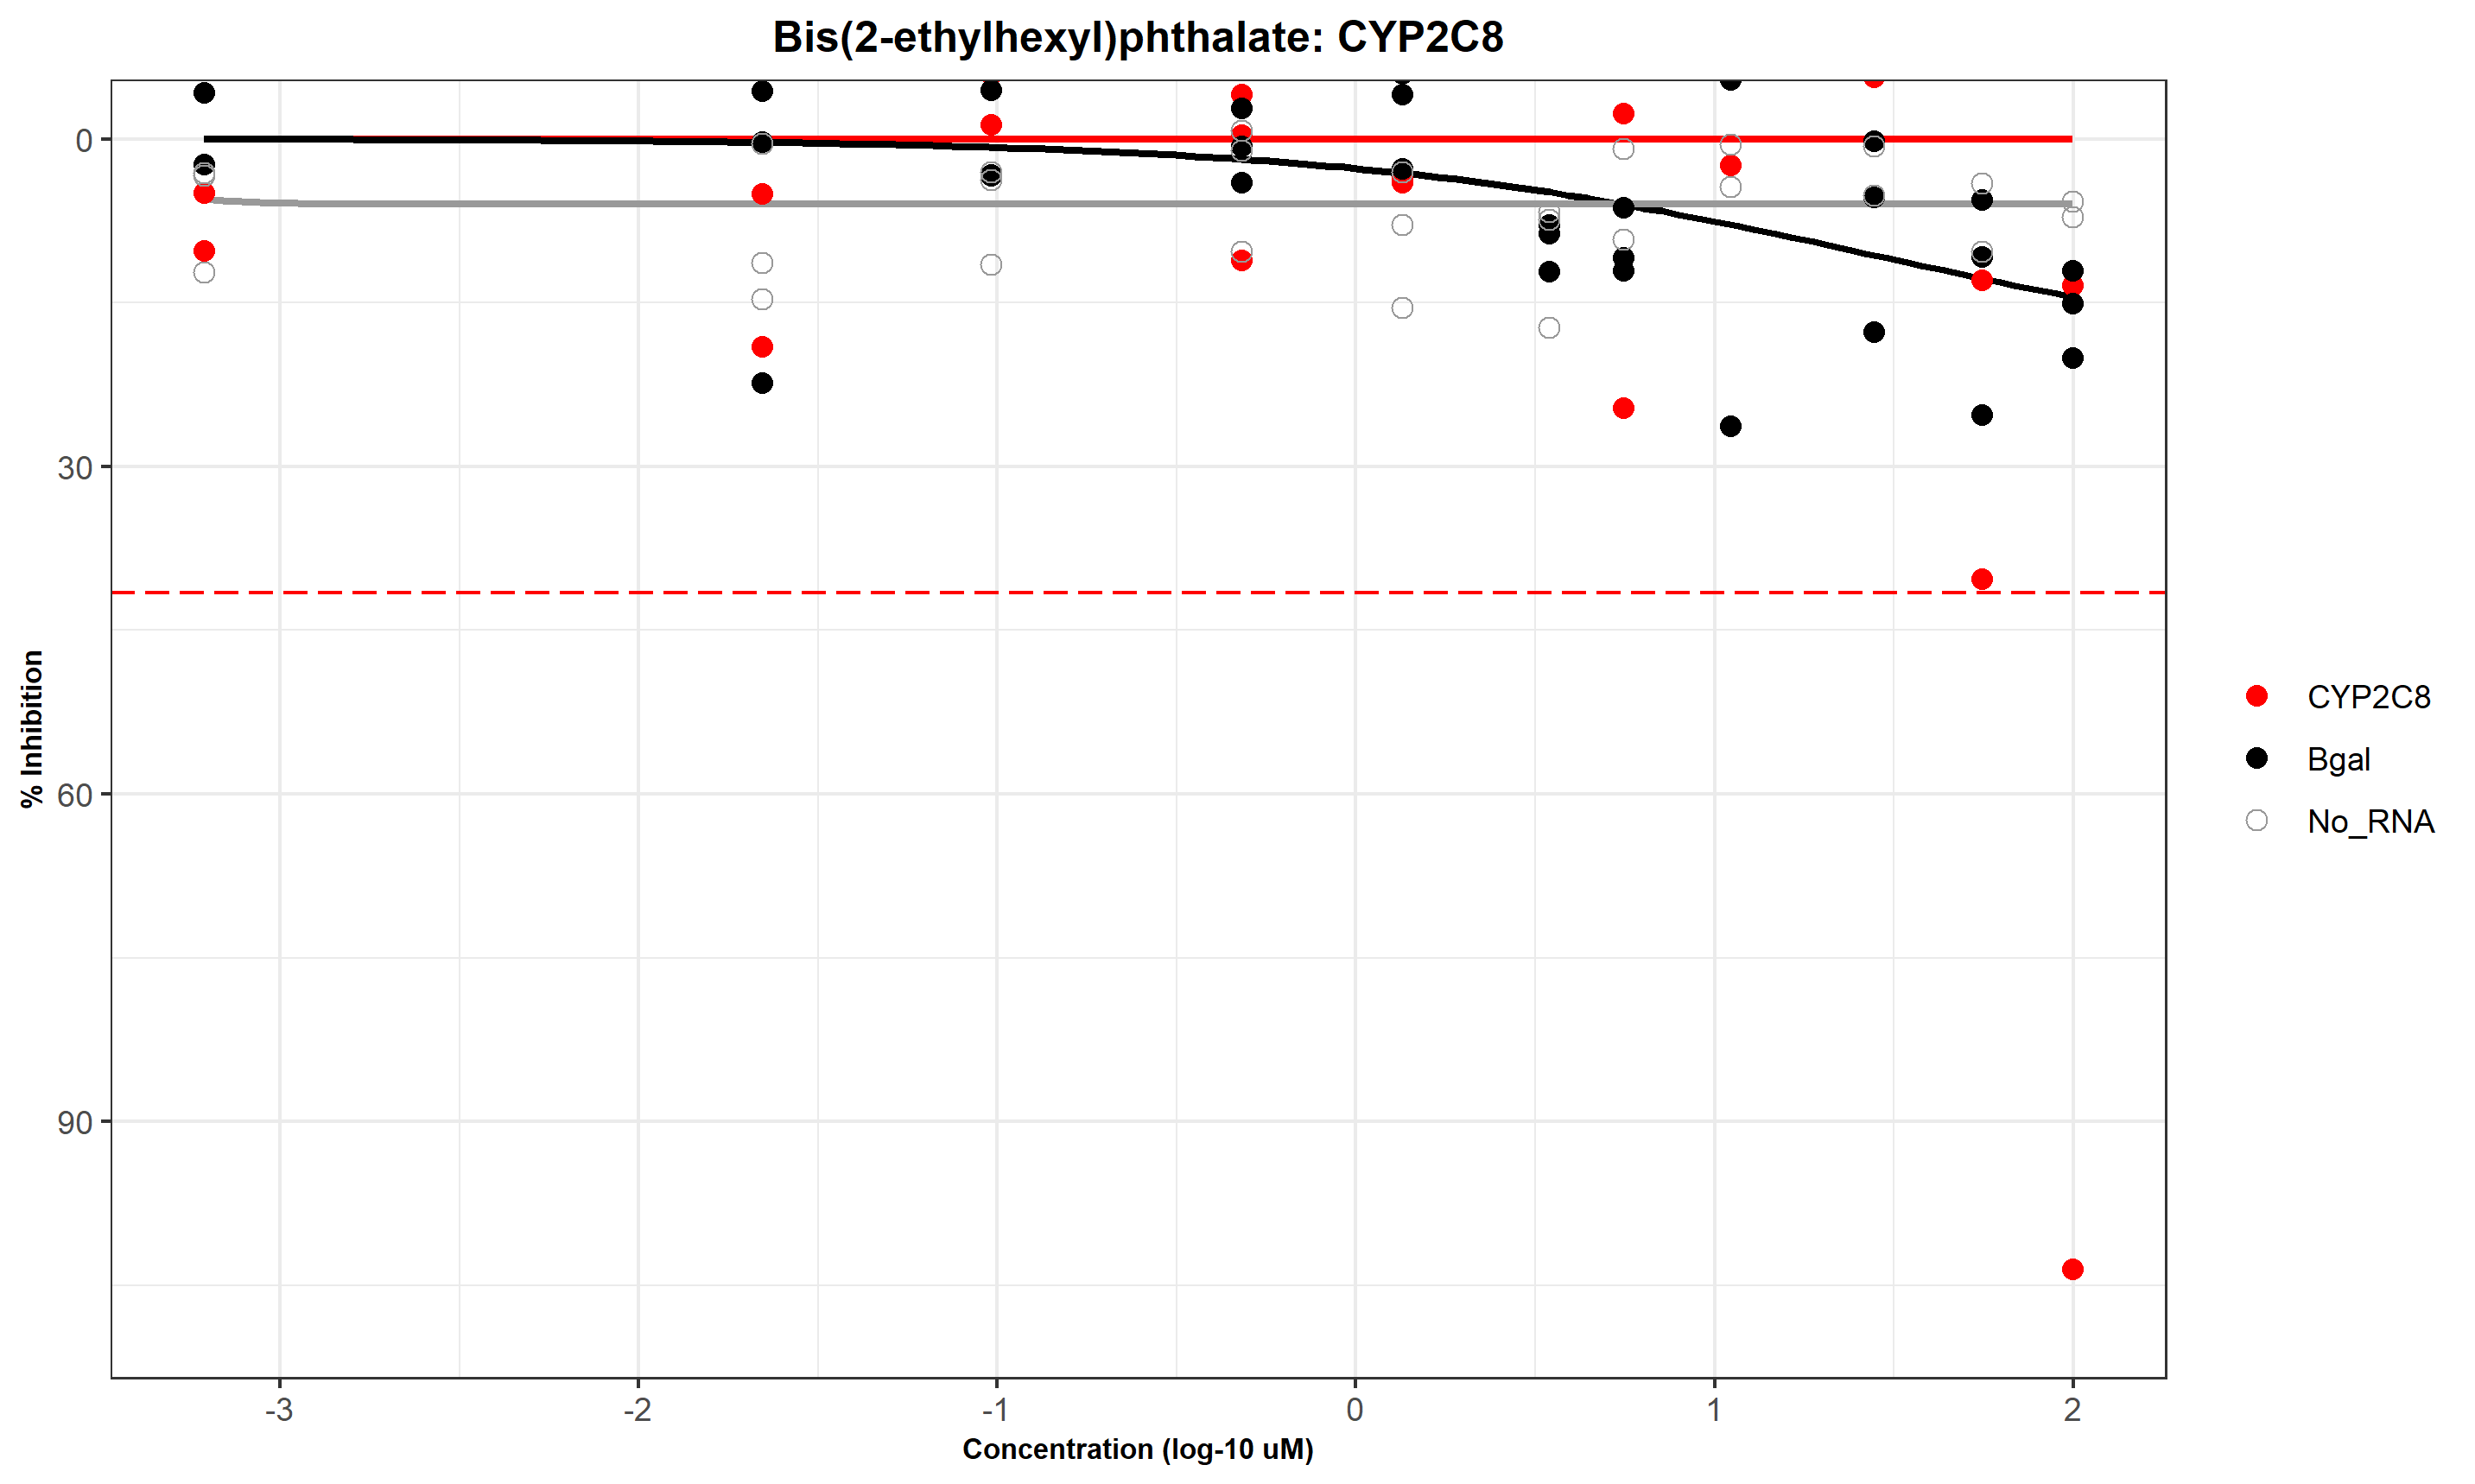 Bis(2-ethylhexyl)phthalate: CYP2C8
% Inhibition
0
30
60
90
-3
-2
-1
0
1
2
Concentration (log-10 uM)
CYP2C8
Bgal
No_RNA